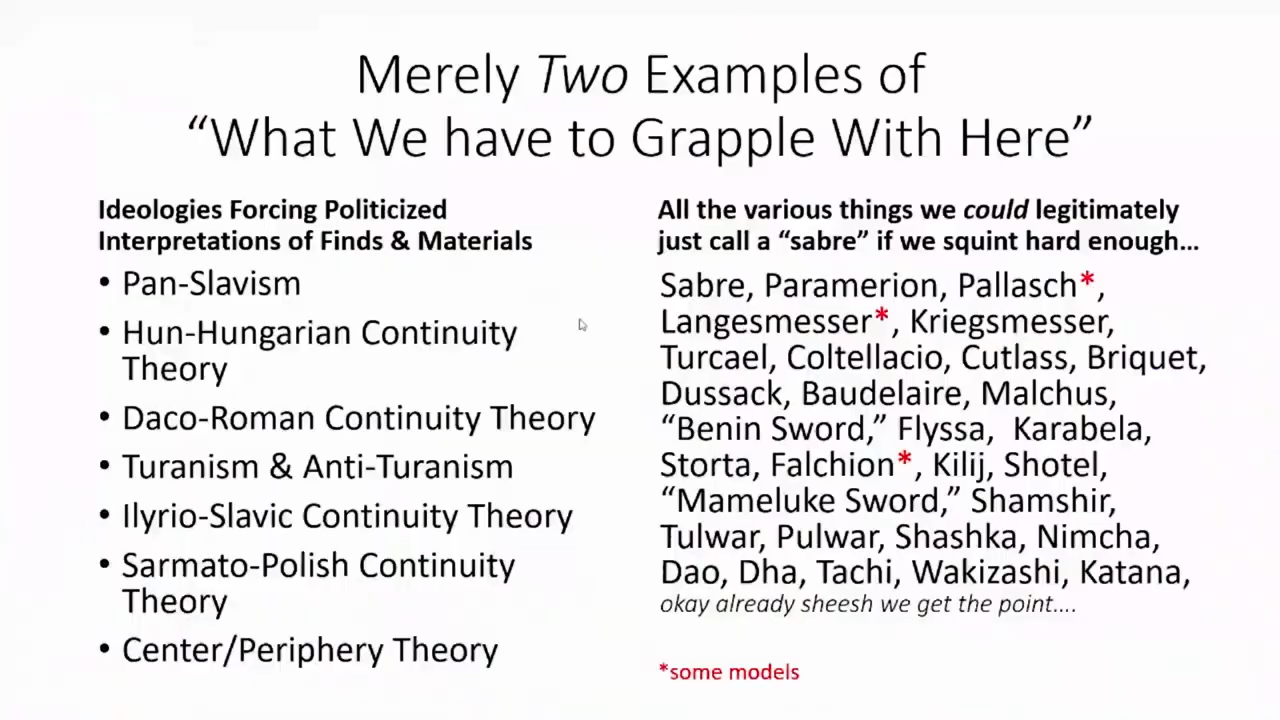 Merely Two Examples of
“What We have to Grapple With Here”
Ideologies Forcing Politicized
Interpretations of Finds & Materials
• Pan-Slavism
• Hun-Hungarian Continuity
Theory
• Daco-Roman Continuity Theory
• Turanism & Anti-Turanism
• Ilyrio-Slavic Continuity Theory
• Sarmato-Polish Continuity
Theory
• Center/Periphery Theory
All the various things we could legitimately
just call a “sabre” if we squint hard enough…
Sabre, Paramerion, Pallasch*,
Langesmesser*, Kriegsmesser,
Turcael, Coltellacio, Cutlass, Briquet,
Dussack, Baudelaire, Malchus,
“Benin Sword,” Flyssa, Karabela,
Storta, Falchion*, Kilij, Shotel,
“Mameluke Sword,” Shamshir,
Tulwar, Pulwar, Shashka, Nimcha,
Dao, Dha, Tachi, Wakizashi, Katana,
okay already sheesh we get the point....
*some models